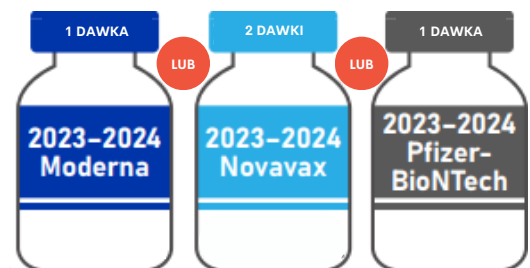 1 DAWKA
2 DAWKI
1 DAWKA
LUB
LUB
2023–2024
Moderna
2023–2024
Novavax
2023–2024
Pfizer-
BioNTech